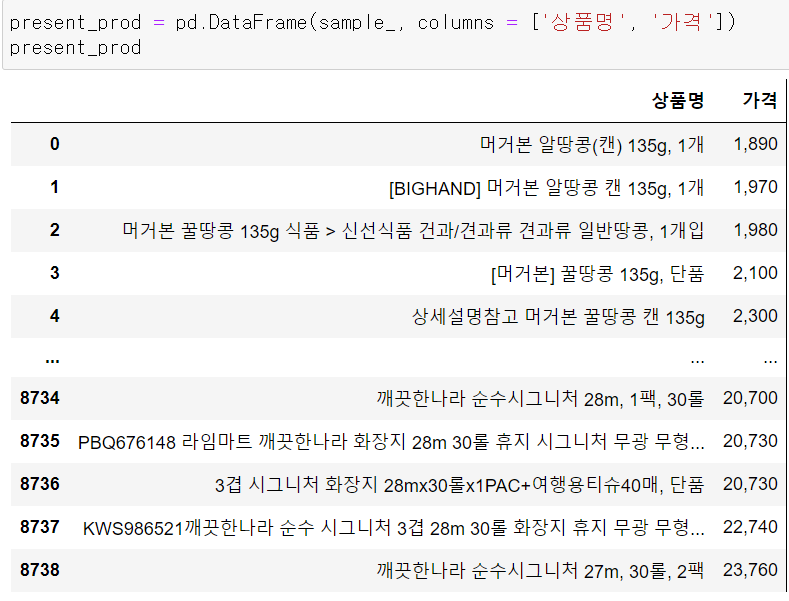 present_prod = pd.DataFrame(sample_, columns = ['상품명', '가격'])
present_prod
상품명 가격
0 머거본 알땅콩(캔) 135g, 1개 1,890
1 [BIGHAND] 머거본 알땅콩 캔 135g, 1개 1,970
2 머거본 꿀땅콩 135g 식품 > 신선식품 건과/견과류 견과류 일반땅콩, 1개입 1,980
3 [머거본] 꿀땅콩 135g, 단품 2,100
4 상세설명참고 머거본 꿀땅콩 캔 135g 2,300
... ... ...
8734 깨끗한나라 순수시그니처 28m, 1팩, 30롤 20,700
8735 PBQ676148 라임마트 깨끗한나라 화장지 28m 30롤 휴지 시그니처 무광 무형... 20,730
8736 3겹 시그니처 화장지 28mx30롤x1PAC+여행용티슈40매, 단품 20,730
8737 KWS986521깨끗한나라 순수 시그니처 3겹 28m 30롤 화장지 휴지 무광 무형... 22,740
8738 깨끗한나라 순수시그니처 27m, 30롤, 2팩 23,760